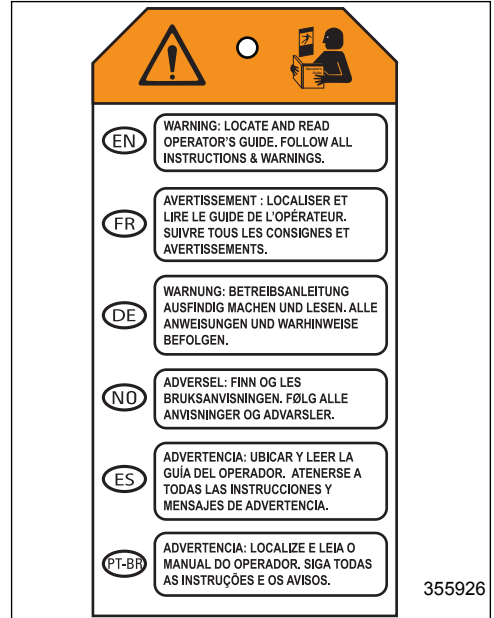 EN
WARNING: LOCATE AND READ
OPERATOR'S GUIDE. FOLLOW ALL
INSTRUCTIONS & WARNINGS.
FR
AVERTISSEMENT : LOCALISER ET
LIRE LE GUIDE DE L'OPÉRATEUR.
SUIVRE TOUS LES CONSIGNES ET
AVERTISSEMENTS.
DE
WARNUNG: BETREIBSANLEITUNG
AUSFINDIG MACHEN UND LESEN. ALLE
ANWEISUNGEN UND WARHINWEISE
BEFOLGEN.
NO
ADVERSEL: FINN OG LES
BRUKSANVISNINGEN. FØLG ALLE
ANVISNINGER OG ADVARSLER.
ES
ADVERTENCIA: UBICAR Y LEER LA
GUÍA DEL OPERADOR. ATENERSE A
TODAS LAS INSTRUCCIONES Y
MENSAJES DE ADVERTENCIA.
PT-BR
ADVERTENCIA: LOCALIZE E LEIA O
MANUAL DO OPERADOR. SIGA TODAS
AS INSTRUÇÕES E OS AVISOS.
355926